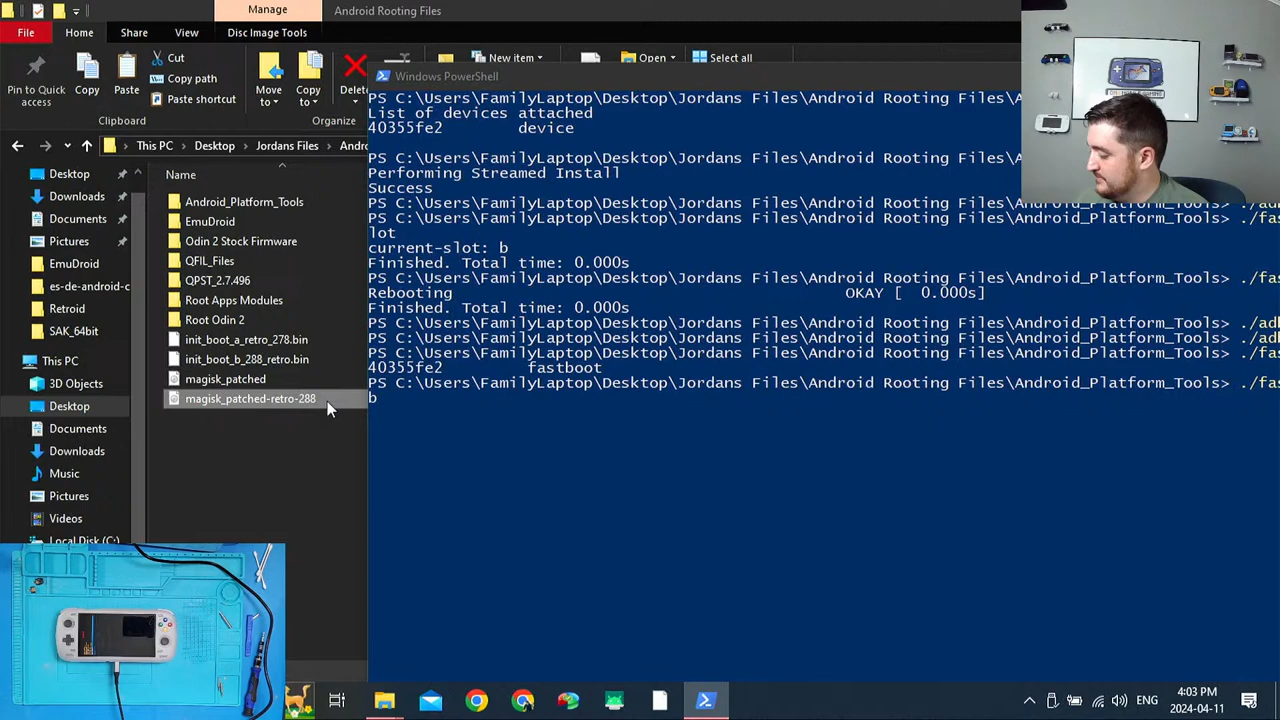 Manage
Android Rooting Files
File
Home
Share
View
Disc Image Tools
Pin to Quick access
Copy
Paste
Cut
Copy path
Paste shortcut
Clipboard
Move to
Copy to
Delete
Organize
New item
Open
Select all
This PC
Desktop
Jordans Files
Name
Desktop
Downloads
Documents
Pictures
EmuDroid
es-de-android-c
Retroid
SAK_64bit
This PC
3D Objects
Desktop
Documents
Downloads
Music
Pictures
Videos
Local Disk (C:)
Android_Platform_Tools
EmuDroid
Odin 2 Stock Firmware
QFIL_Files
QPST_2.7.496
Root Apps Modules
Root Odin 2
init_boot_a_retro_278.bin
init_boot_b_288_retro.bin
magisk_patched
magisk_patched-retro-288
Windows PowerShell
PS C:\Users\FamilyLaptop\Desktop\Jordans Files\Android Rooting Files\A
List of devices attached
40355fe2 device
PS C:\Users\FamilyLaptop\Desktop\Jordans Files\Android Rooting Files\A
Performing Streamed Install
Success
PS C:\Users\FamilyLaptop\Desktop\Jordans Files\Android Rooting Files\Android_Platform_Tools> ./ad
PS C:\Users\FamilyLaptop\Desktop\Jordans Files\Android Rooting Files\Android_Platform_Tools> ./fas
lot
current-slot: b
Finished. Total time: 0.000s
PS C:\Users\FamilyLaptop\Desktop\Jordans Files\Android Rooting Files\Android_Platform_Tools> ./fas
Rebooting OKAY [ 0.000s]
Finished. Total time: 0.000s
PS C:\Users\FamilyLaptop\Desktop\Jordans Files\Android Rooting Files\Android_Platform_Tools> ./ad
PS C:\Users\FamilyLaptop\Desktop\Jordans Files\Android Rooting Files\Android_Platform_Tools> ./ad
PS C:\Users\FamilyLaptop\Desktop\Jordans Files\Android Rooting Files\Android_Platform_Tools> ./fas
40355fe2 fastboot
PS C:\Users\FamilyLaptop\Desktop\Jordans Files\Android Rooting Files\Android_Platform_Tools> ./fas
b
ENG
4:03 PM
2024-04-11